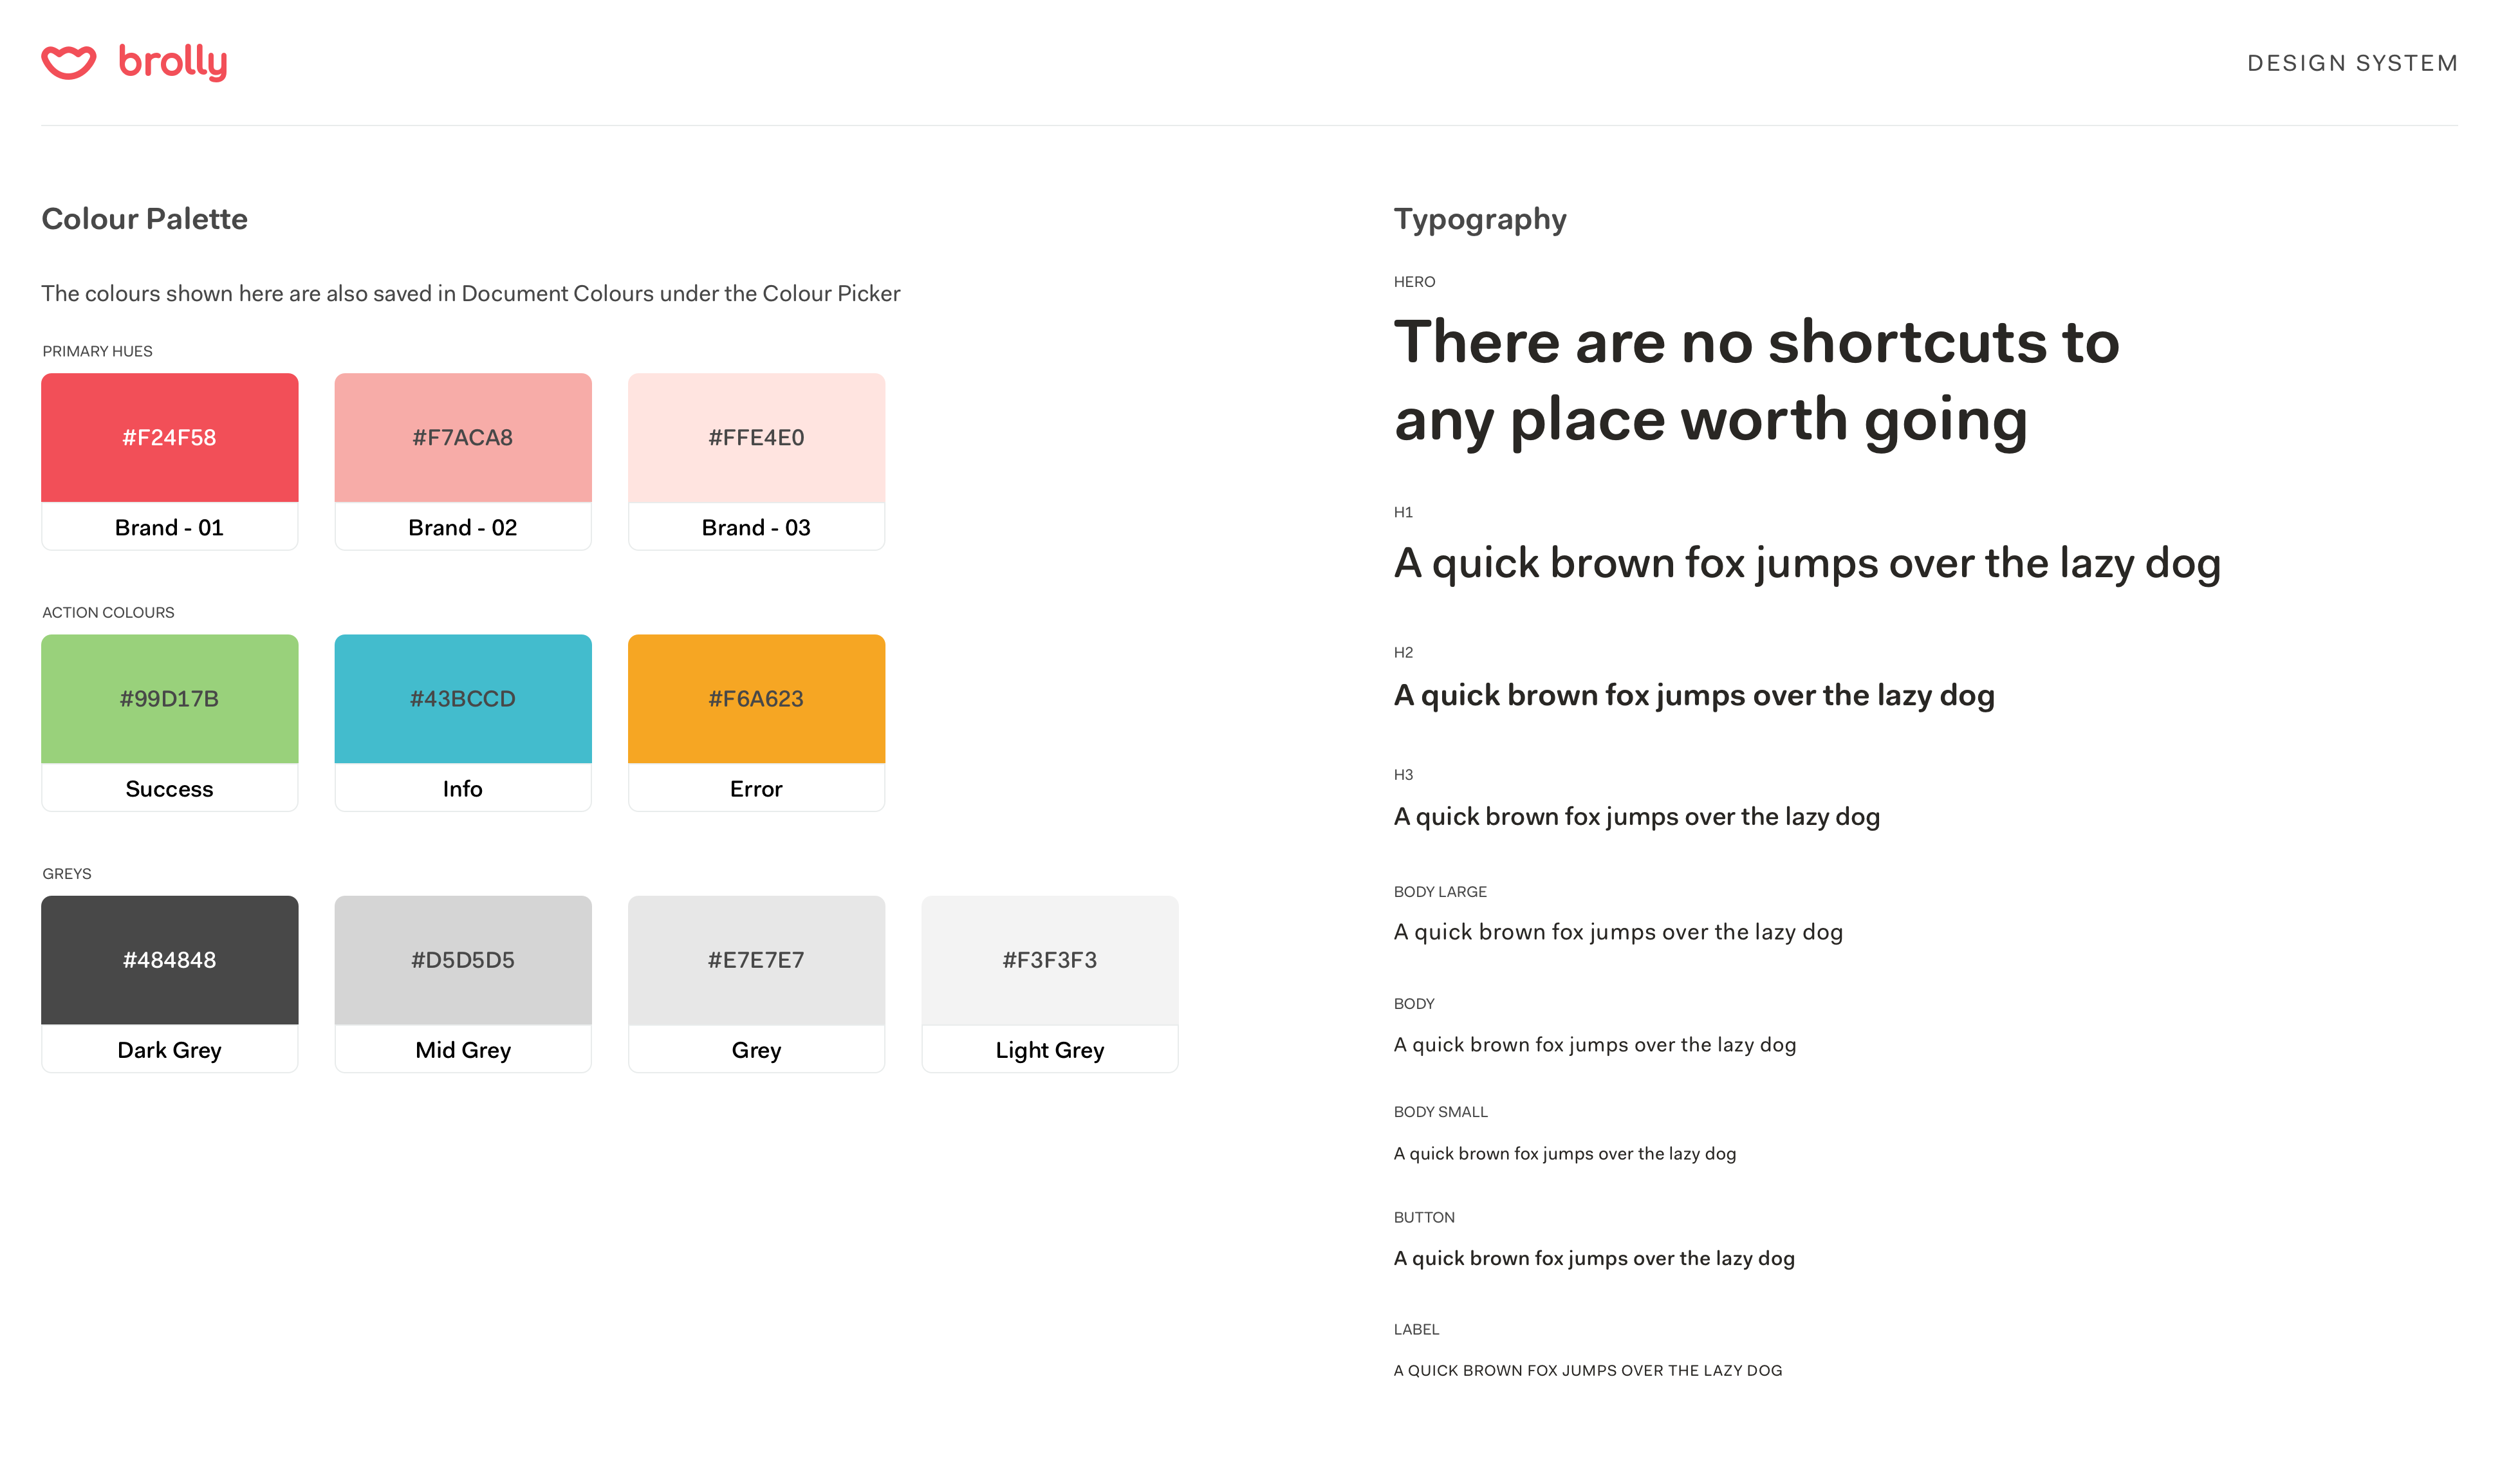 brolly
DESIGN SYSTEM
Colour Palette
The colours shown here are also saved in Document Colours under the Colour Picker
PRIMARY HUES
#F24F58
#F7ACA8
#FFE4E0
Brand - 01
Brand - 02
Brand - 03
ACTION COLOURS
#99D17B
#43BCCD
#F6A623
Success
Info
Error
GREYS
#484848
#D5D5D5
#E7E7E7
#F3F3F3
Dark Grey
Mid Grey
Grey
Light Grey
Typography
HERO
There are no shortcuts to
any place worth going
H1
A quick brown fox jumps over the lazy dog
H2
A quick brown fox jumps over the lazy dog
H3
A quick brown fox jumps over the lazy dog
BODY LARGE
A quick brown fox jumps over the lazy dog
BODY
A quick brown fox jumps over the lazy dog
BODY SMALL
A quick brown fox jumps over the lazy dog
BUTTON
A quick brown fox jumps over the lazy dog
LABEL
A QUICK BROWN FOX JUMPS OVER THE LAZY DOG